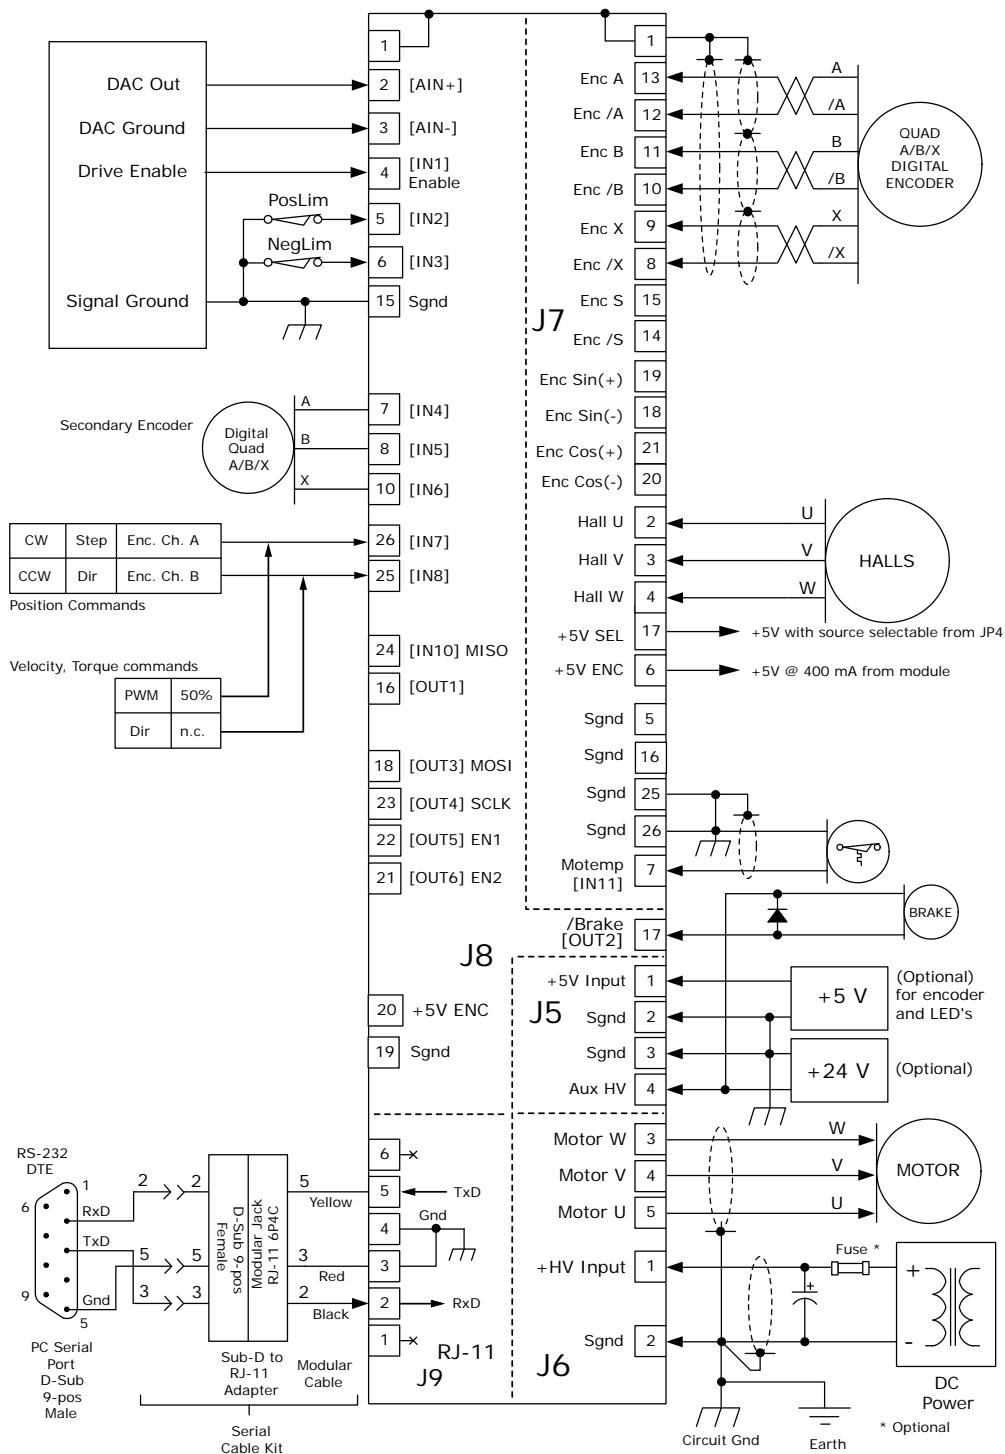 DAC Out
DAC Ground
Drive Enable
PosLim
NegLim
Signal Ground
1
2 [AIN+]
3 [AIN-]
4 [IN1]
Enable
5 [IN2]
6 [IN3]
15 Sgnd
Secondary Encoder
Digital
Quad
A/B/X
A
B
X
7 [IN4]
8 [IN5]
10 [IN6]
CW Step Enc. Ch. A
CCW Dir Enc. Ch. B
Position Commands
26 [IN7]
25 [IN8]
Velocity, Torque commands
PWM 50%
Dir n.c.
24 [IN10] MISO
16 [OUT1]
18 [OUT3] MOSI
23 [OUT4] SCLK
22 [OUT5] EN1
21 [OUT6] EN2
J8
20 +5V ENC
19 Sgnd
J7
1
Enc A 13
Enc /A 12
Enc B 11
Enc /B 10
Enc X 9
Enc /X 8
Enc S 15
Enc /S 14
Enc Sin(+) 19
Enc Sin(-) 18
Enc Cos(+) 21
Enc Cos(-) 20
Hall U 2
Hall V 3
Hall W 4
+5V SEL 17
+5V ENC 6
Sgnd 5
Sgnd 16
Sgnd 25
Sgnd 26
Motemp 7
[IN11]
A
/A
B
/B
X
/X
QUAD
A/B/X
DIGITAL
ENCODER
U
V
W
HALLS
+5V with source selectable from JP4
+5V @ 400 mA from module
/Brake
[OUT2] 17
BRAKE
J5
+5V Input 1
Sgnd 2
Sgnd 3
Aux HV 4
+5 V
(Optional)
for encoder
and LED's
+24 V
(Optional)
Motor W 3
Motor V 4
Motor U 5
W
V
U
MOTOR
+HV Input 1
Sgnd 2
J6
Fuse *
+
+
-
DC
Power
* Optional
Circuit Gnd
Earth
RS-232
DTE
1
6
RxD
TxD
9
Gnd
5
PC Serial
Port
D-Sub
9-pos
Male
2 2
5 5
3 3
D-Sub 9-pos
Female
Modular Jack
RJ-11 6P4C
5
Yellow
3
Red
2
Black
Sub-D to
RJ-11
Adapter
Modular
Cable
Serial
Cable Kit
6
5 TxD
4 Gnd
3
2 RxD
1
RJ-11
J9